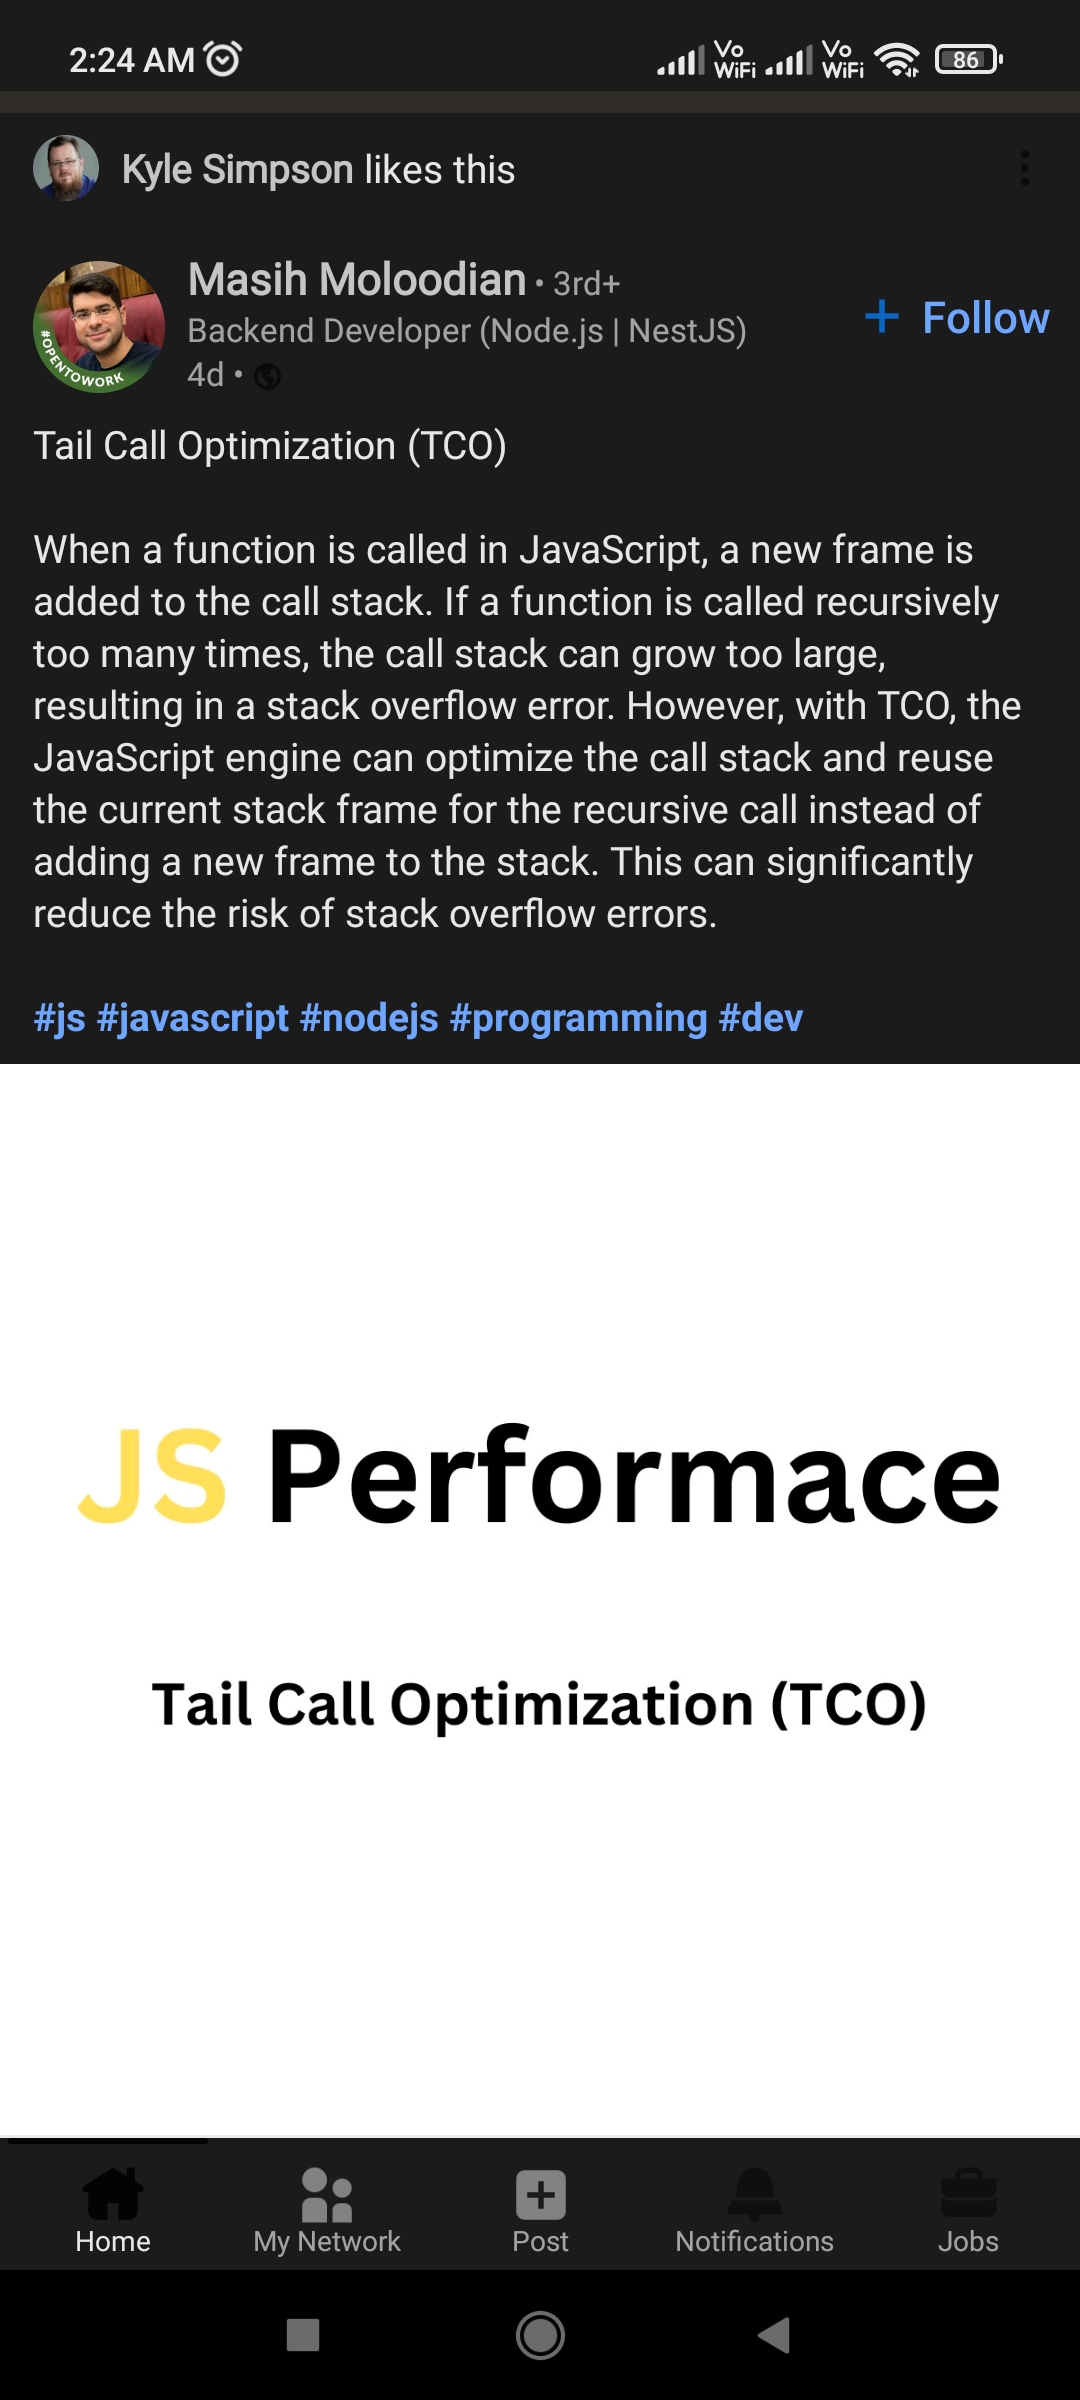 2:24 AM
Vo WiFi Vo WiFi 86
Kyle Simpson likes this
Masih Moloodian • 3rd+
Backend Developer (Node.js | NestJS)
4d •
+ Follow
#OPENTOWORK
Tail Call Optimization (TCO)
When a function is called in JavaScript, a new frame is
added to the call stack. If a function is called recursively
too many times, the call stack can grow too large,
resulting in a stack overflow error. However, with TCO, the
JavaScript engine can optimize the call stack and reuse
the current stack frame for the recursive call instead of
adding a new frame to the stack. This can significantly
reduce the risk of stack overflow errors.
#js #javascript #nodejs #programming #dev
JS Performace
Tail Call Optimization (TCO)
Home
My Network
Post
Notifications
Jobs